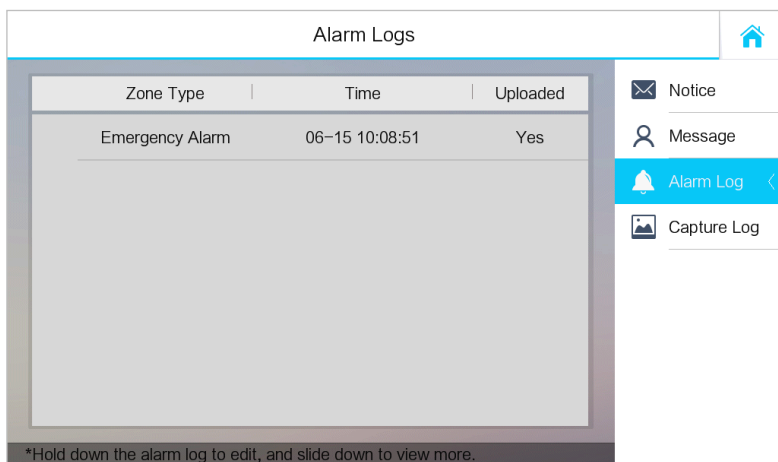 Alarm Logs
Zone Type Time Uploaded
Emergency Alarm 06-15 10:08:51 Yes
Notice
Message
Alarm Log
Capture Log
*Hold down the alarm log to edit, and slide down to view more.